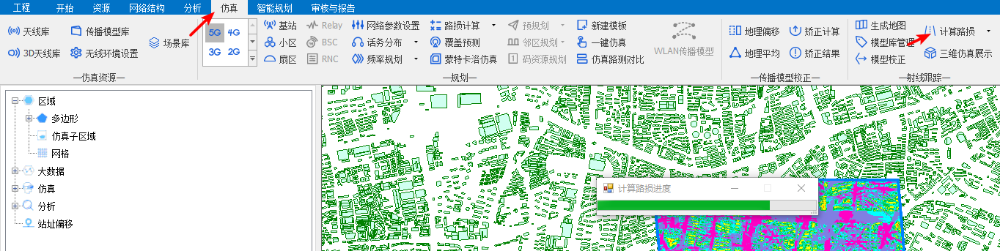 工程 开始 资源 网络结构 分析 仿真 智能规划 审核与报告
天线库 传播模型库 场景库
3D天线库 无线环境设置
仿真资源
5G 4G
3G 2G
基站 Relay 网络参数设置 路损计算 预规划 新建模板
小区 BSC 话务分布 覆盖预测 邻区规划 一键仿真
扇区 RNC 频率规划 蒙特卡洛仿真 码资源规划 仿真路测对比
WLAN传播模型
规划
地理偏移 矫正计算
地理平均 矫正结果
传播模型校正
生成地图 计算路损
模型库管理
模型校正 三维仿真展示
射线跟踪
区域
多边形
仿真子区域
网格
大数据
仿真
分析
站址偏移
计算路损进度